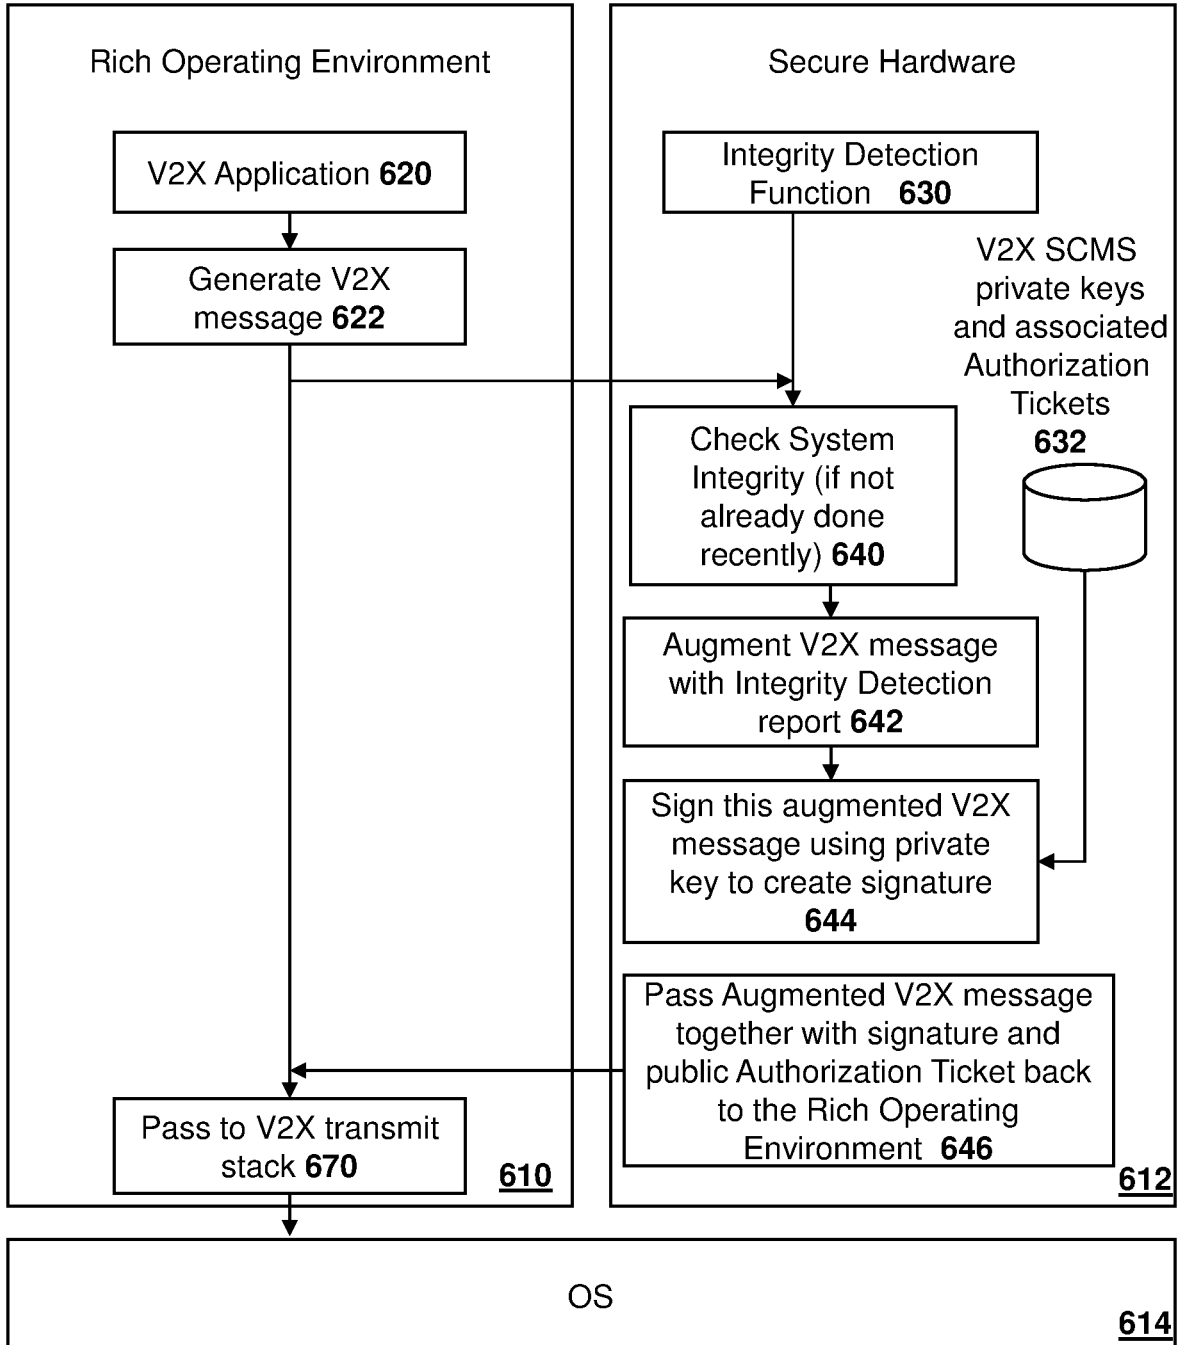 Rich Operating Environment
V2X Application 620
Generate V2X
message 622
Pass to V2X transmit
stack 670
610
Secure Hardware
Integrity Detection
Function 630
V2X SCMS
private keys
and associated
Authorization
Tickets
632
Check System
Integrity (if not
already done
recently) 640
Augment V2X message
with Integrity Detection
report 642
Sign this augmented V2X
message using private
key to create signature
644
Pass Augmented V2X message
together with signature and
public Authorization Ticket back
to the Rich Operating
Environment 646
612
OS
614